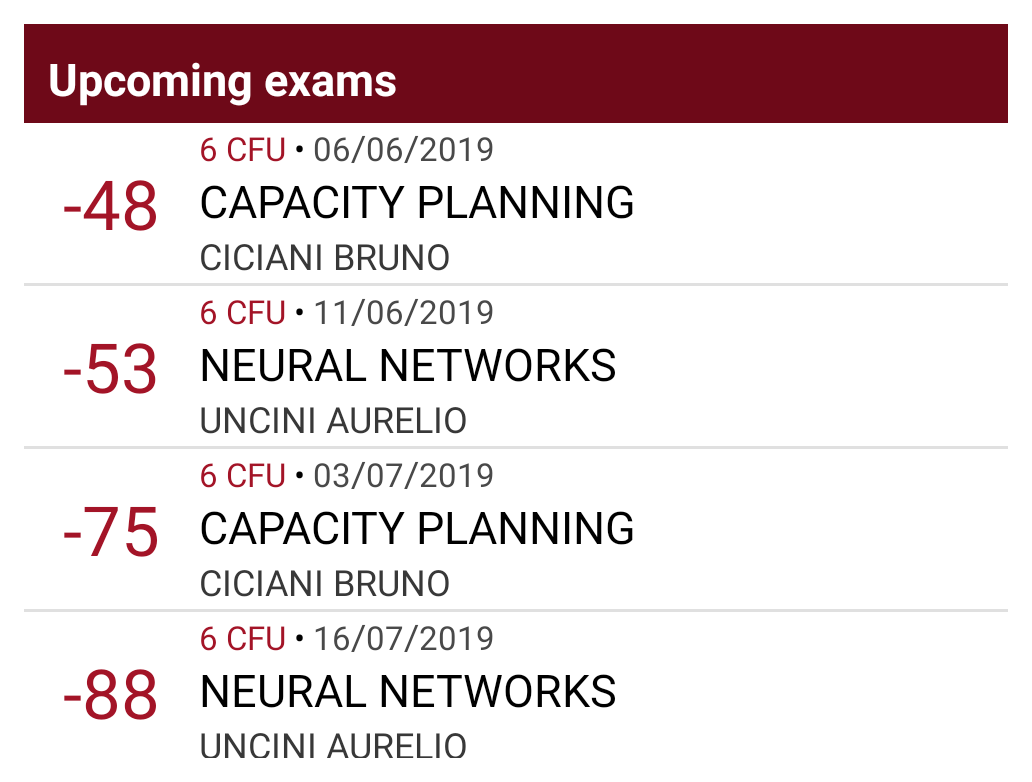 Upcoming exams
6 CFU • 06/06/2019
-48
CAPACITY PLANNING
CICIANI BRUNO
6 CFU • 11/06/2019
-53
NEURAL NETWORKS
UNCINI AURELIO
6 CFU • 03/07/2019
-75
CAPACITY PLANNING
CICIANI BRUNO
6 CFU • 16/07/2019
-88
NEURAL NETWORKS
UNCINI AURELIO